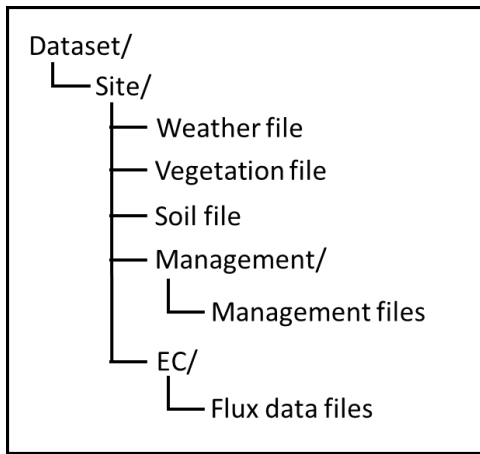 Dataset/
Site/
Weather file
Vegetation file
Soil file
Management/
Management files
EC/
Flux data files